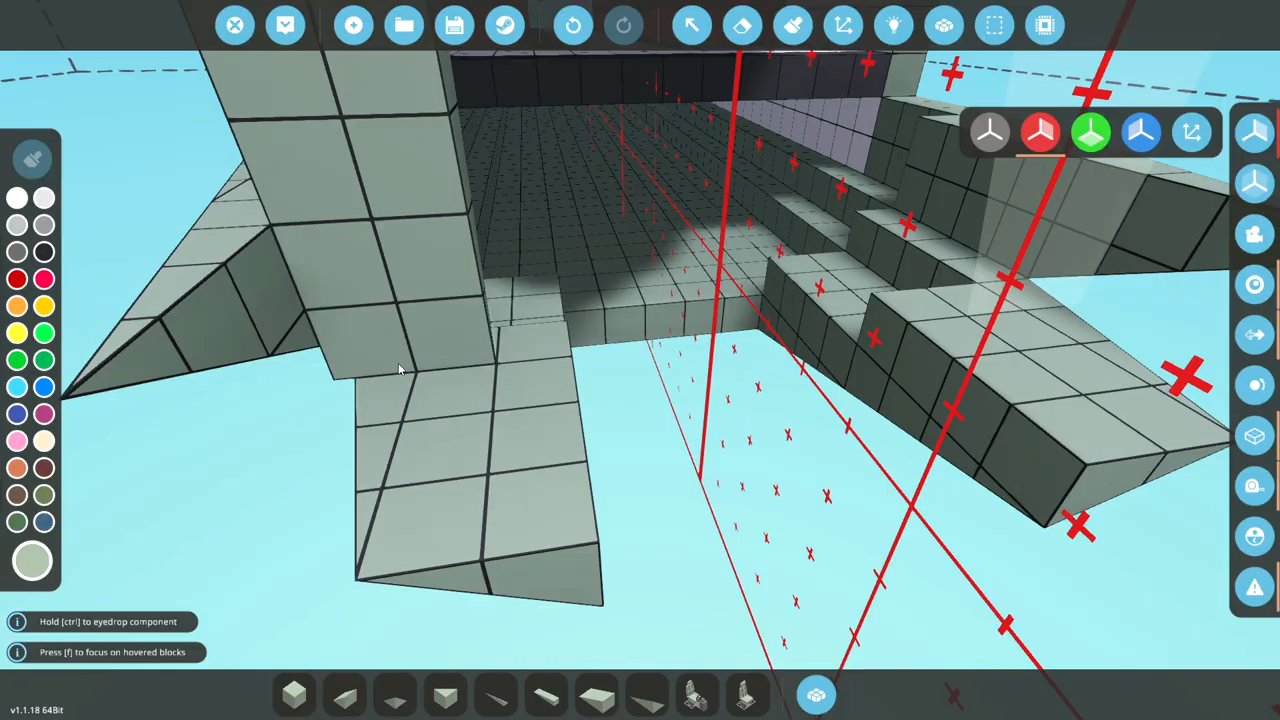 Hold [ctrl] to eyedrop component
Press [f] to focus on hovered blocks
v1.1.18 64Bit